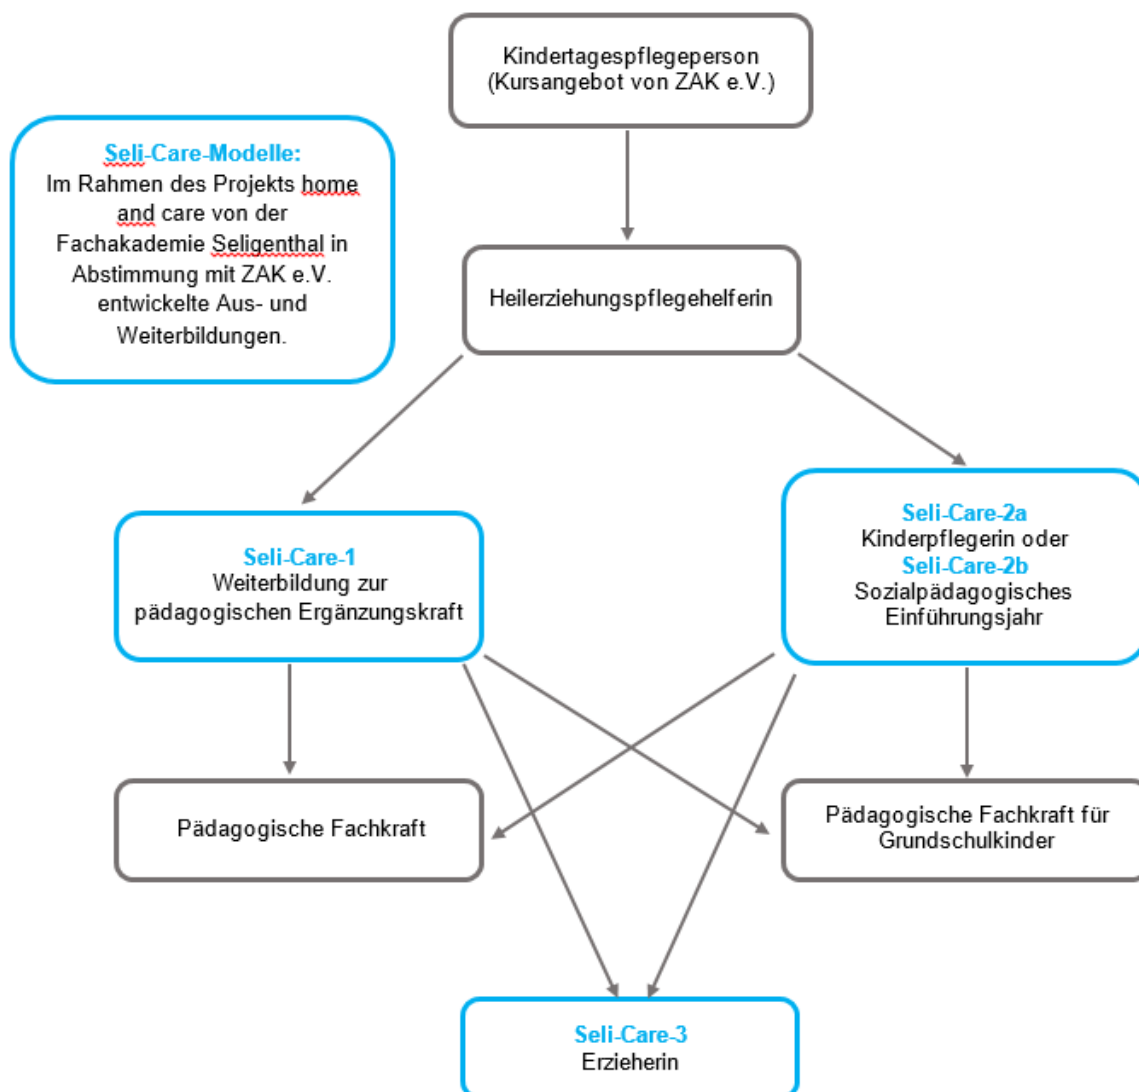 Kindertagespflegeperson
(Kursangebot von ZAK e.V.)
Seli-Care-Modelle:
Im Rahmen des Projekts home
and care von der
Fachakademie Seligenthal in
Abstimmung mit ZAK e.V.
entwickelte Aus- und
Weiterbildungen.
Heilerziehungspflegehelferin
Seli-Care-1
Weiterbildung zur
pädagogischen Ergänzungskraft
Seli-Care-2a
Kinderpflegerin oder
Seli-Care-2b
Sozialpädagogisches
Einführungsjahr
Pädagogische Fachkraft
Pädagogische Fachkraft für
Grundschulkinder
Seli-Care-3
Erzieherin